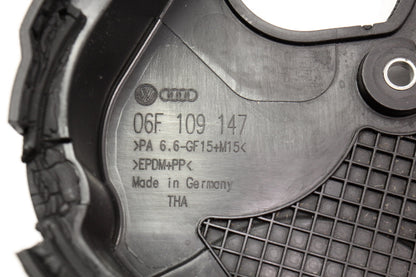 06F 109 147
>PA 6.6-GF15+M15<
>EPDM+PP<
Made in Germany
THA